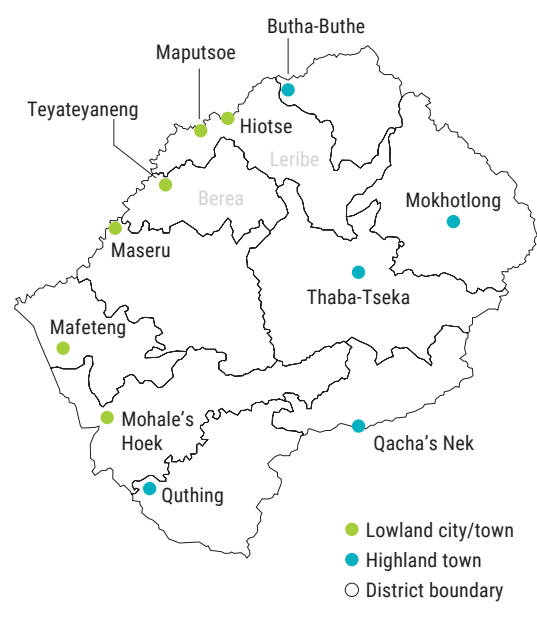 Butha-Buthe
Maputsoe
Teyateyaneng
Hiotse
Leribe
Berea
Mokhotlong
Maseru
Thaba-Tseka
Mafeteng
Mohale’s
Hoek
Qacha’s Nek
Quthing
Lowland city/town
Highland town
District boundary